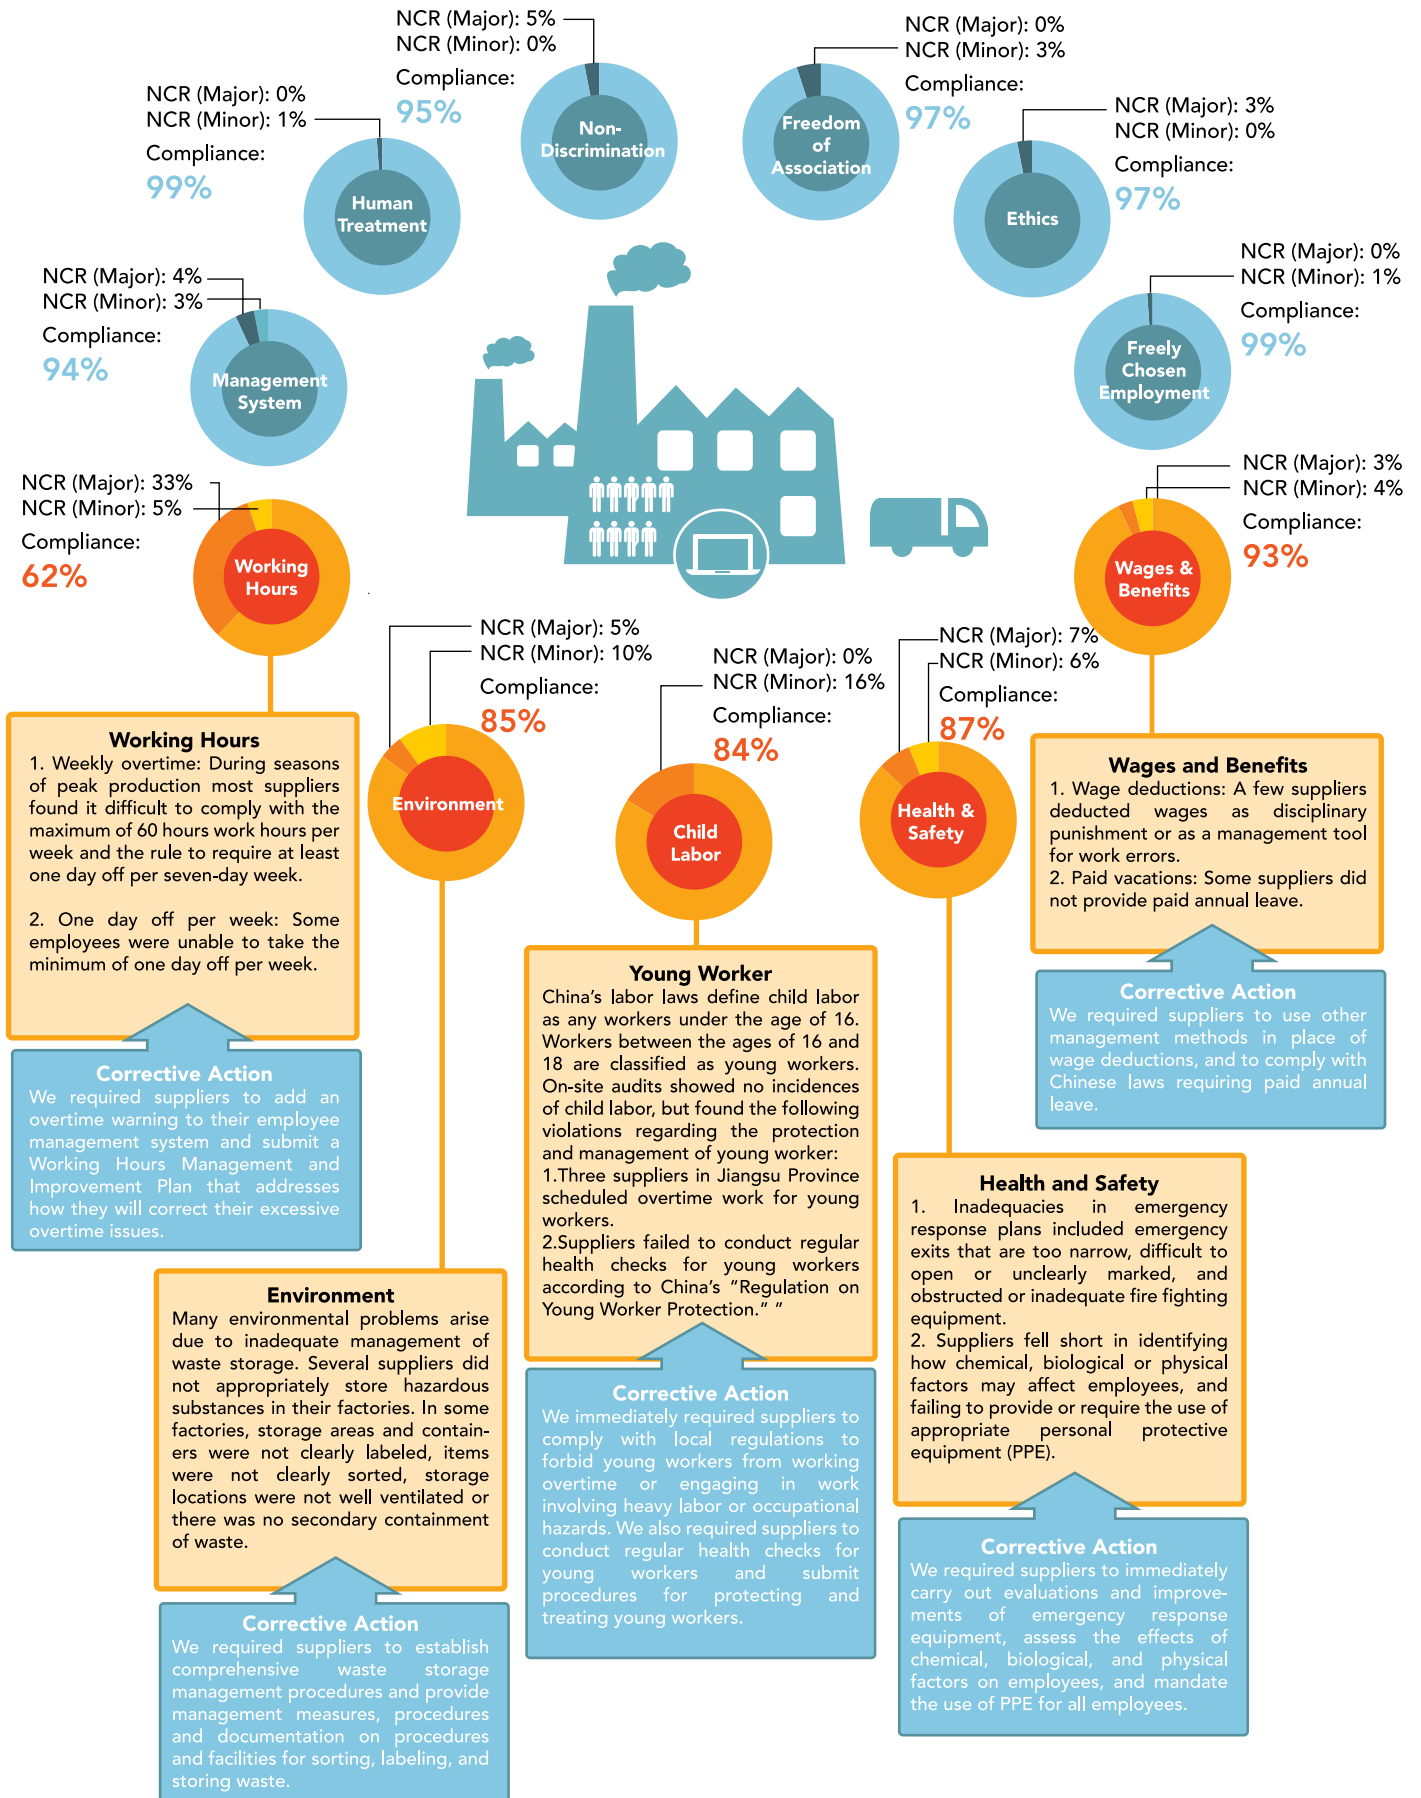 NCR (Major): 5%
NCR (Minor): 0%
Compliance:
95%
Non-
Discrimination
NCR (Major): 0%
NCR (Minor): 3%
Compliance:
97%
Freedom
of
Association
NCR (Major): 0%
NCR (Minor): 1%
Compliance:
99%
Human
Treatment
NCR (Major): 3%
NCR (Minor): 0%
Compliance:
97%
Ethics
NCR (Major): 4%
NCR (Minor): 3%
Compliance:
94%
Management
System
NCR (Major): 0%
NCR (Minor): 1%
Compliance:
99%
Freely
Chosen
Employment
NCR (Major): 33%
NCR (Minor): 5%
Compliance:
62%
Working
Hours
NCR (Major): 3%
NCR (Minor): 4%
Compliance:
93%
Wages &
Benefits
NCR (Major): 5%
NCR (Minor): 10%
Compliance:
85%
Environment
NCR (Major): 0%
NCR (Minor): 16%
Compliance:
84%
Child
Labor
NCR (Major): 7%
NCR (Minor): 6%
Compliance:
87%
Health &
Safety
Working Hours
1. Weekly overtime: During seasons
of peak production most suppliers
found it difficult to comply with the
maximum of 60 hours work hours per
week and the rule to require at least
one day off per seven-day week.
2. One day off per week: Some
employees were unable to take the
minimum of one day off per week.
Corrective Action
We required suppliers to add an
overtime warning to their employee
management system and submit a
Working Hours Management and
Improvement Plan that addresses
how they will correct their excessive
overtime issues.
Environment
Many environmental problems arise
due to inadequate management of
waste storage. Several suppliers did
not appropriately store hazardous
substances in their factories. In some
factories, storage areas and contain-
ers were not clearly labeled, items
were not clearly sorted, storage
locations were not well ventilated or
there was no secondary containment
of waste.
Corrective Action
We required suppliers to establish
comprehensive waste storage
management procedures and provide
management measures, procedures
and documentation on procedures
and facilities for sorting, labeling, and
storing waste.
Young Worker
China's labor laws define child labor
as any workers under the age of 16.
Workers between the ages of 16 and
18 are classified as young workers.
On-site audits showed no incidences
of child labor, but found the following
violations regarding the protection
and management of young worker:
1.Three suppliers in Jiangsu Province
scheduled overtime work for young
workers.
2.Suppliers failed to conduct regular
health checks for young workers
according to China's “Regulation on
Young Worker Protection.” ”
Corrective Action
We immediately required suppliers to
comply with local regulations to
forbid young workers from working
overtime or engaging in work
involving heavy labor or occupational
hazards. We also required suppliers to
conduct regular health checks for
young workers and submit
procedures for protecting and
treating young workers.
Wages and Benefits
1. Wage deductions: A few suppliers
deducted wages as disciplinary
punishment or as a management tool
for work errors.
2. Paid vacations: Some suppliers did
not provide paid annual leave.
Corrective Action
We required suppliers to use other
management methods in place of
wage deductions, and to comply with
Chinese laws requiring paid annual
leave.
Health and Safety
1. Inadequacies in emergency
response plans included emergency
exits that are too narrow, difficult to
open or unclearly marked, and
obstructed or inadequate fire fighting
equipment.
2. Suppliers fell short in identifying
how chemical, biological or physical
factors may affect employees, and
failing to provide or require the use of
appropriate personal protective
equipment (PPE).
Corrective Action
We required suppliers to immediately
carry out evaluations and improve-
ments of emergency response
equipment, assess the effects of
chemical, biological, and physical
factors on employees, and mandate
the use of PPE for all employees.